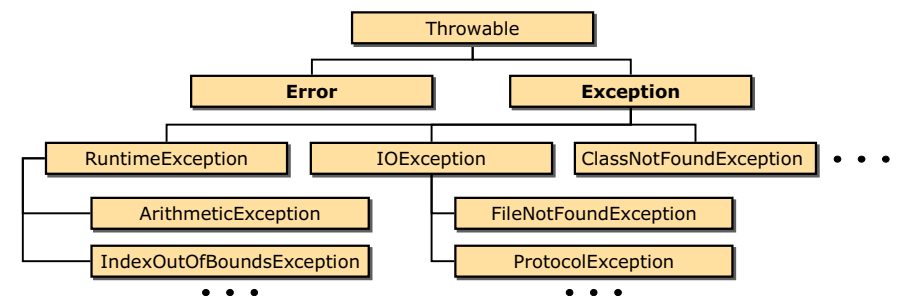 Throwable
Error
Exception
RuntimeException
IOException
ClassNotFoundException
• • •
ArithmeticException
FileNotFoundException
IndexOutOfBoundsException
ProtocolException
• • •
• • •